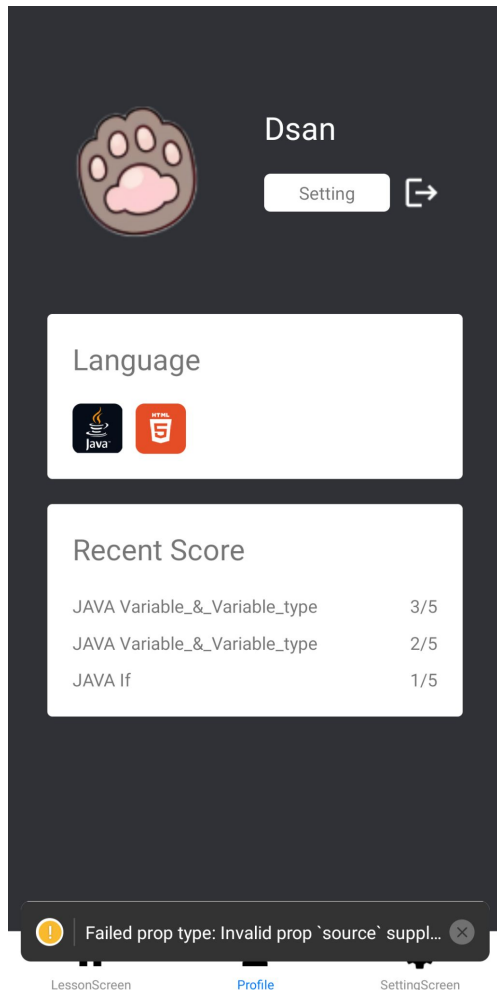 Dsan
Setting
Language
Java
HTML
5
Recent Score
JAVA Variable_&_Variable_type 3/5
JAVA Variable_&_Variable_type 2/5
JAVA If 1/5
! Failed prop type: Invalid prop `source` suppl...
LessonScreen Profile SettingScreen